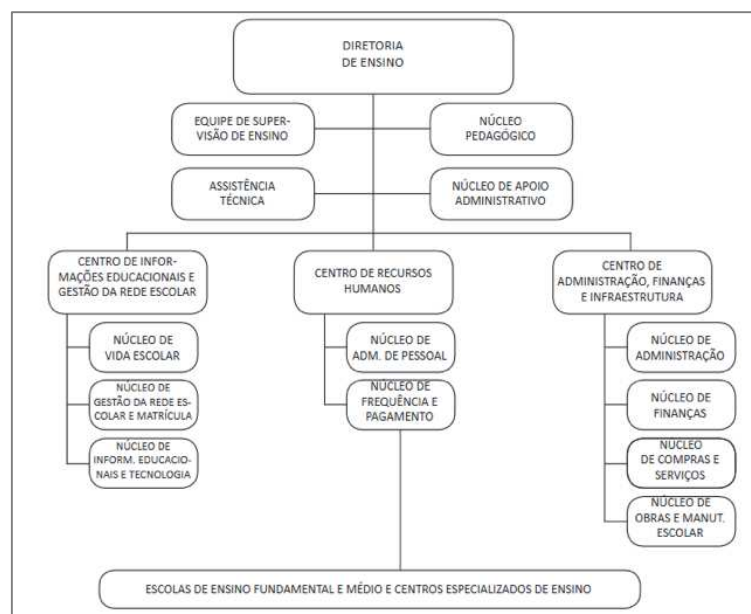 DIRETORIA
DE ENSINO
EQUIPE DE SUPER-
VISÃO DE ENSINO
NÚCLEO
PEDAGÓGICO
ASSISTÊNCIA
TÉCNICA
NÚCLEO DE APOIO
ADMINISTRATIVO
CENTRO DE INFOR-
MAÇÕES EDUCACIONAIS E
GESTÃO DA REDE ESCOLAR
CENTRO DE RECURSOS
HUMANOS
CENTRO DE
ADMINISTRAÇÃO, FINANÇAS
E INFRAESTRUTURA
NÚCLEO DE
VIDA ESCOLAR
NÚCLEO DE
GESTÃO DA REDE ES-
COLAR E MATRÍCULA
NÚCLEO DE
INFORM. EDUCACIO-
NAIS E TECNOLOGIA
NÚCLEO DE
ADM. DE PESSOAL
NÚCLEO DE
FREQUÊNCIA E
PAGAMENTO
NÚCLEO DE
ADMINISTRAÇÃO
NÚCLEO DE
FINANÇAS
NÚCLEO
DE COMPRAS E
SERVIÇOS
NÚCLEO DE
OBRAS E MANUT.
ESCOLAR
ESCOLAS DE ENSINO FUNDAMENTAL E MÉDIO E CENTROS ESPECIALIZADOS DE ENSINO